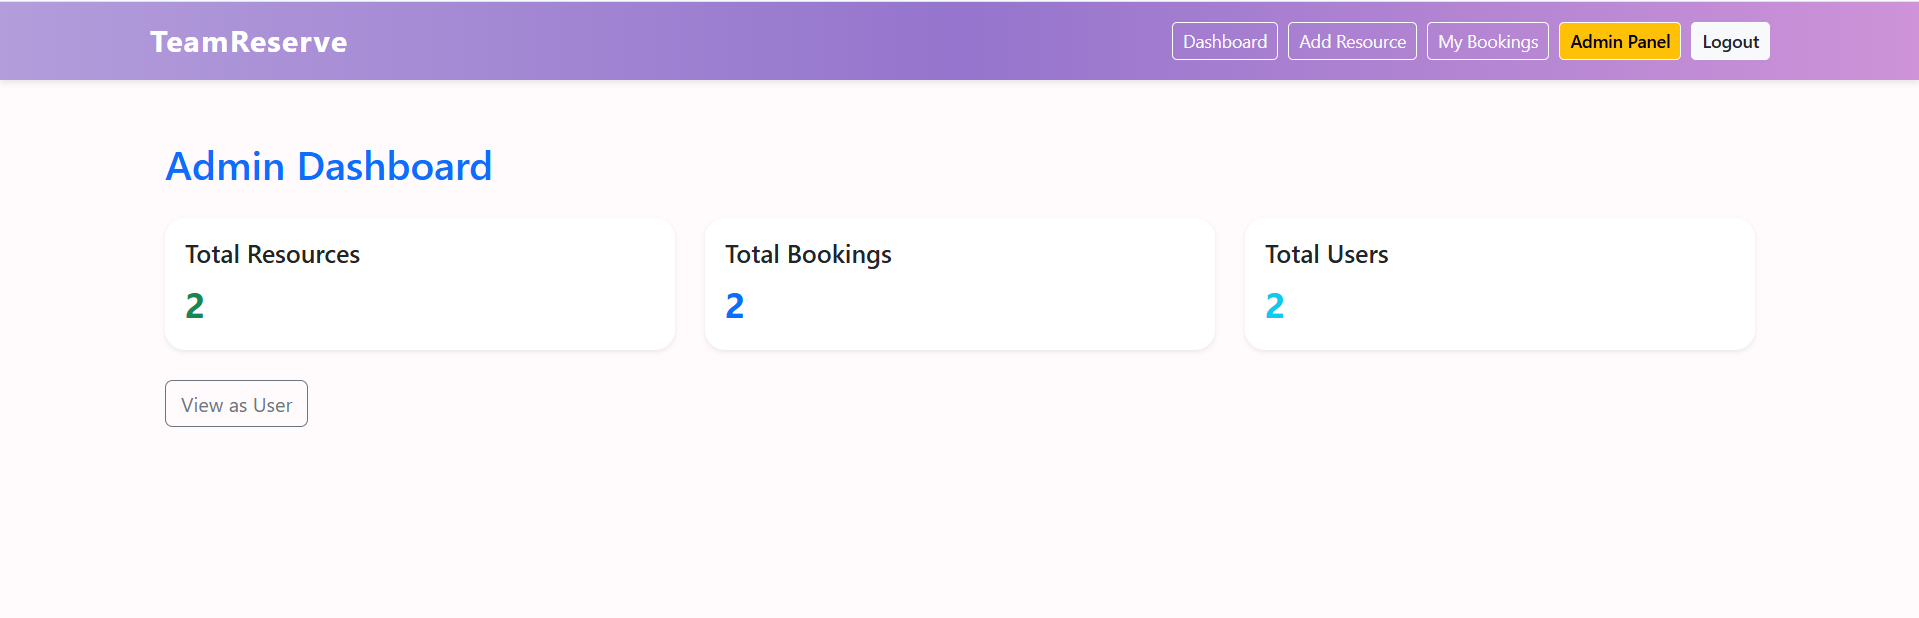 TeamReserve Dashboard Add Resource My Bookings Admin Panel Logout
Admin Dashboard
Total Resources Total Bookings Total Users
2 2 2
View as User